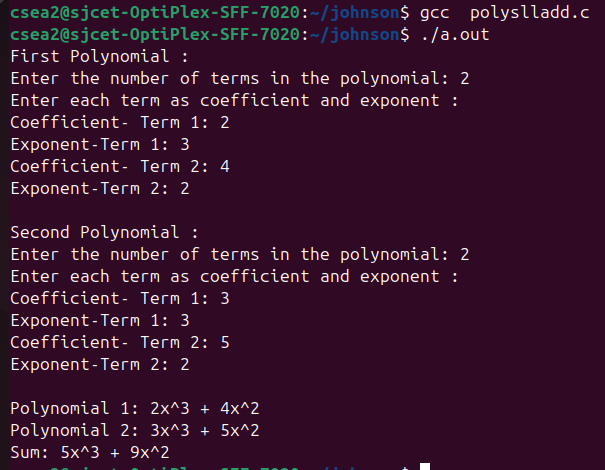 csea2@sjcet-OptiPlex-SFF-7020:~/johnson$ gcc  polyslladd.c
csea2@sjcet-OptiPlex-SFF-7020:~/johnson$ ./a.out
First Polynomial :
Enter the number of terms in the polynomial: 2
Enter each term as coefficient and exponent :
Coefficient- Term 1: 2
Exponent-Term 1: 3
Coefficient- Term 2: 4
Exponent-Term 2: 2

Second Polynomial :
Enter the number of terms in the polynomial: 2
Enter each term as coefficient and exponent :
Coefficient- Term 1: 3
Exponent-Term 1: 3
Coefficient- Term 2: 5
Exponent-Term 2: 2

Polynomial 1: 2x^3 + 4x^2
Polynomial 2: 3x^3 + 5x^2
Sum: 5x^3 + 9x^2